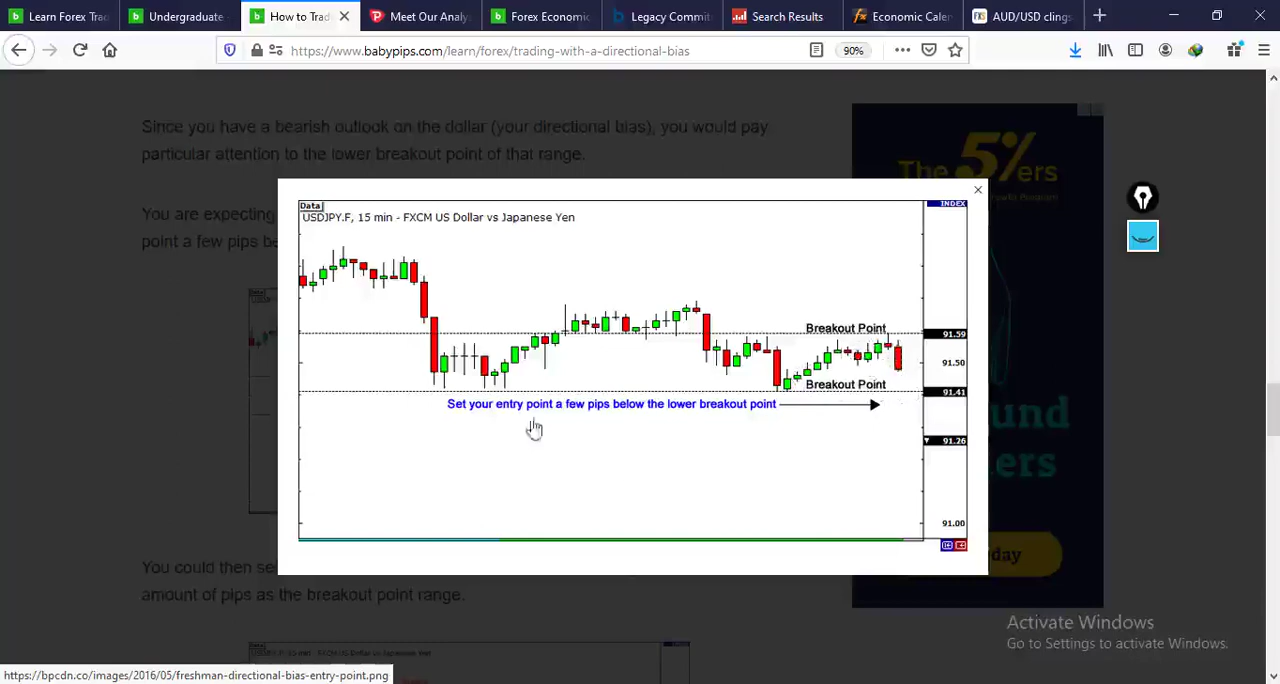 Learn Forex Trad
Undergraduate -
How to Trad
Meet Our Analy
Forex Economic
Legacy Commit
Search Results
Economic Calen
AUD/USD clings
https://www.babypips.com/learn/forex/trading-with-a-directional-bias
90%
Since you have a bearish outlook on the dollar (your directional bias), you would pay
particular attention to the lower breakout point of that range.
The 5%ers
You are expecting
point a few pips be
Data
USDJPY.F, 15 min - FXCM US Dollar vs Japanese Yen
INDEX
Breakout Point
91.59
91.50
Breakout Point
91.41
Set your entry point a few pips below the lower breakout point
91.26
91.00
You could then se
amount of pips as the breakout point range.
Activate Windows
Go to Settings to activate Windows.
https://bpcdn.co/images/2016/05/freshman-directional-bias-entry-point.png